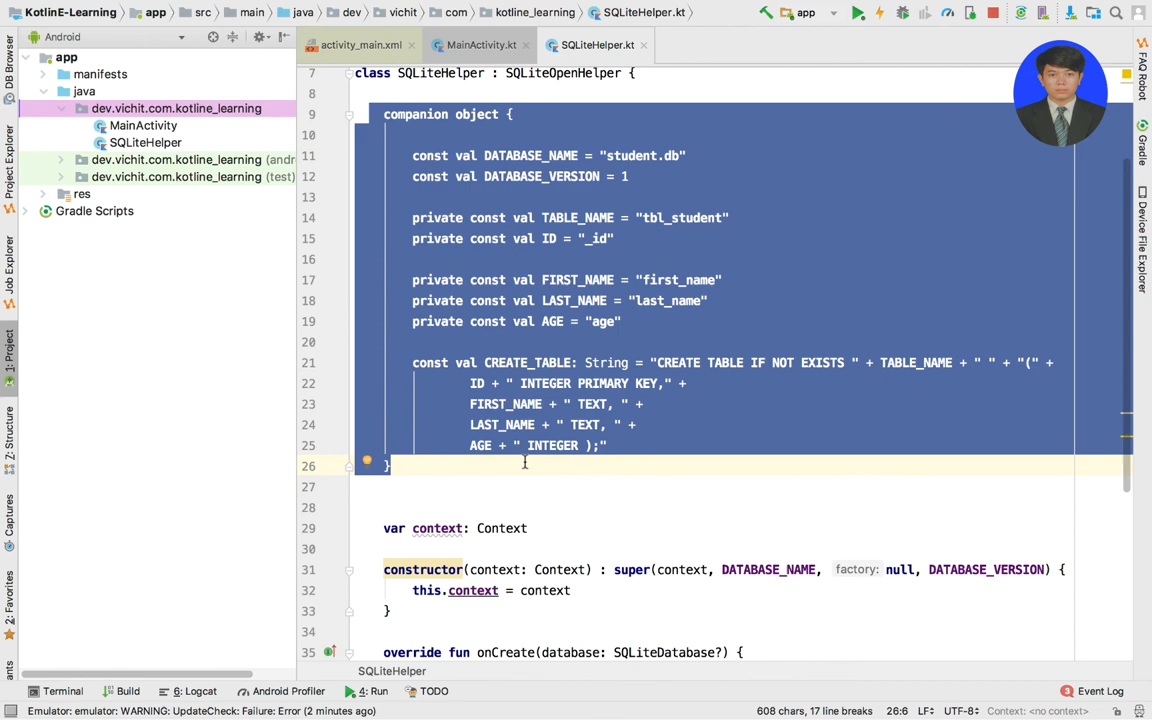 KotlinE-Learning app src main java dev vichit com kotline_learning SQLiteHelper.kt app
Android
activity_main.xml MainActivity.kt SQLiteHelper.kt
app
manifests
java
dev.vichit.com.kotline_learning
MainActivity
SQLiteHelper
dev.vichit.com.kotline_learning (andr
dev.vichit.com.kotline_learning (test)
res
Gradle Scripts
DB Browser
Project Explorer
Job Explorer
1: Project
7: Structure
Captures
2: Favorites
ants
7 class SQLiteHelper : SQLiteOpenHelper {
8
9 companion object {
10
11 const val DATABASE_NAME = "student.db"
12 const val DATABASE_VERSION = 1
13
14 private const val TABLE_NAME = "tbl_student"
15 private const val ID = "_id"
16
17 private const val FIRST_NAME = "first_name"
18 private const val LAST_NAME = "last_name"
19 private const val AGE = "age"
20
21 const val CREATE_TABLE: String = "CREATE TABLE IF NOT EXISTS " + TABLE_NAME + " " + "(" +
22 ID + " INTEGER PRIMARY KEY," +
23 FIRST_NAME + " TEXT, " +
24 LAST_NAME + " TEXT, " +
25 AGE + " INTEGER );"
26 }
27
28
29 var context: Context
30
31 constructor(context: Context) : super(context, DATABASE_NAME, factory: null, DATABASE_VERSION) {
32 this.context = context
33 }
34
35 override fun onCreate(database: SQLiteDatabase?) {
SQLiteHelper
FAQ Robot
Gradle
Device File Explorer
Terminal Build 6: Logcat Android Profiler 4: Run TODO 3 Event Log
Emulator: emulator: WARNING: UpdateCheck: Failure: Error (2 minutes ago) 608 chars, 17 line breaks 26:6 LF÷ UTF-8÷ Context: <no context>